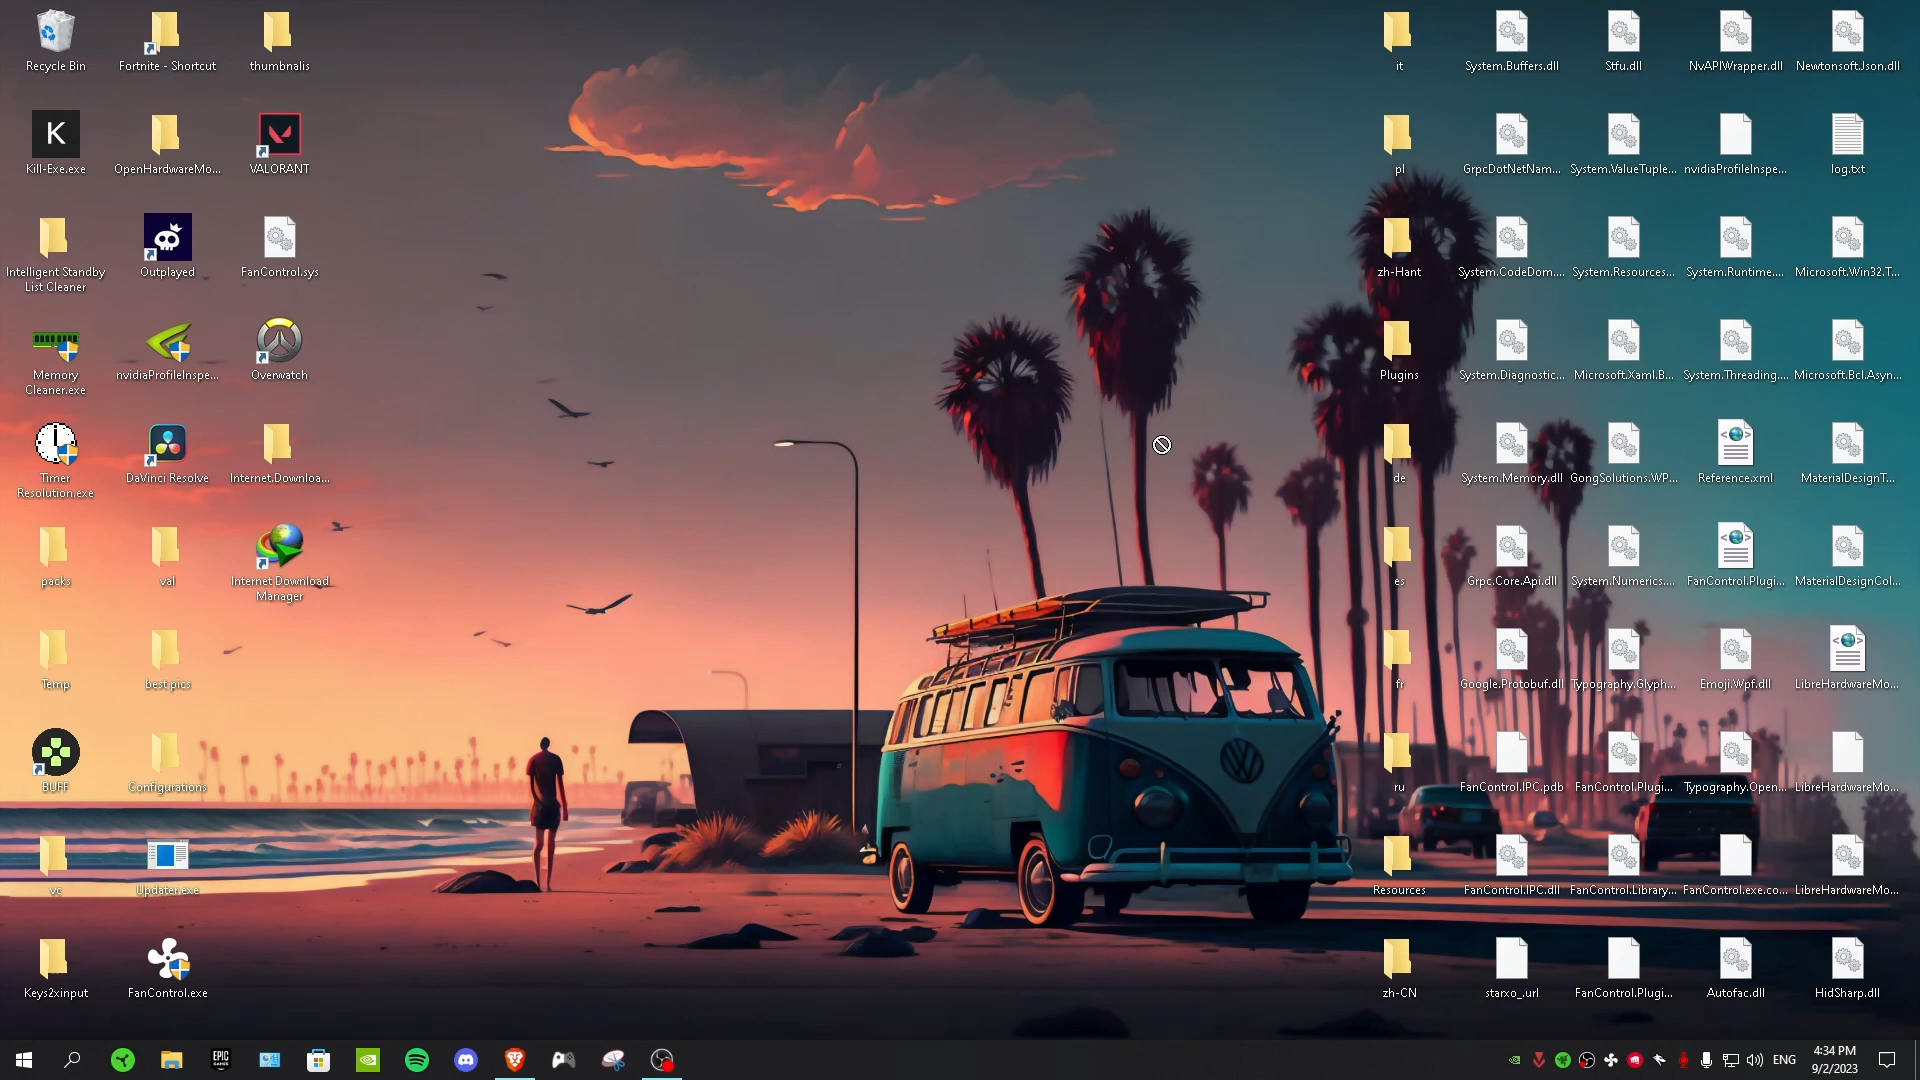 Recycle Bin
Fortnite - Shortcut
thumbnalis
it
System.Buffers.dll
Stfu.dll
NvAPIWrapper.dll
Newtonsoft.Json.dll
K
Kill-Exe.exe
OpenHardwareMo...
VALORANT
pl
GrpcDotNetNam...
System.ValueTuple...
nvidiaProfileInspe...
log.txt
Intelligent Standby
List Cleaner
Outplayed
FanControl.sys
zh-Hant
System.CodeDom....
System.Resources...
System.Runtime....
Microsoft.Win32.T...
Memory
Cleaner.exe
nvidiaProfileInspe...
Overwatch
Plugins
System.Diagnostic...
Microsoft.Xaml.B...
System.Threading....
Microsoft.Bcl.Asyn...
Timer
Resolution.exe
DaVinci Resolve
Internet.Downloa...
de
System.Memory.dll
GongSolutions.WP...
Reference.xml
MaterialDesignT...
packs
val
Internet Download
Manager
es
Grpc.Core.Api.dll
System.Numerics....
FanControl.Plugi...
MaterialDesignCol...
Temp
best pics
fr
Google.Protobuf.dll
Typography.Glyph...
Emoji.Wpf.dll
LibreHardwareMo...
BUFF
Configurations
ru
FanControl.IPC.pdb
FanControl.Plugi...
Typography.Open...
LibreHardwareMo...
vc
Updater.exe
Resources
FanControl.IPC.dll
FanControl.Library...
FanControl.exe.co...
LibreHardwareMo...
Keys2xinput
FanControl.exe
zh-CN
starxo_.url
FanControl.Plugi...
Autofac.dll
HidSharp.dll
EPIC
GAMES
ENG
4:34 PM
9/2/2023